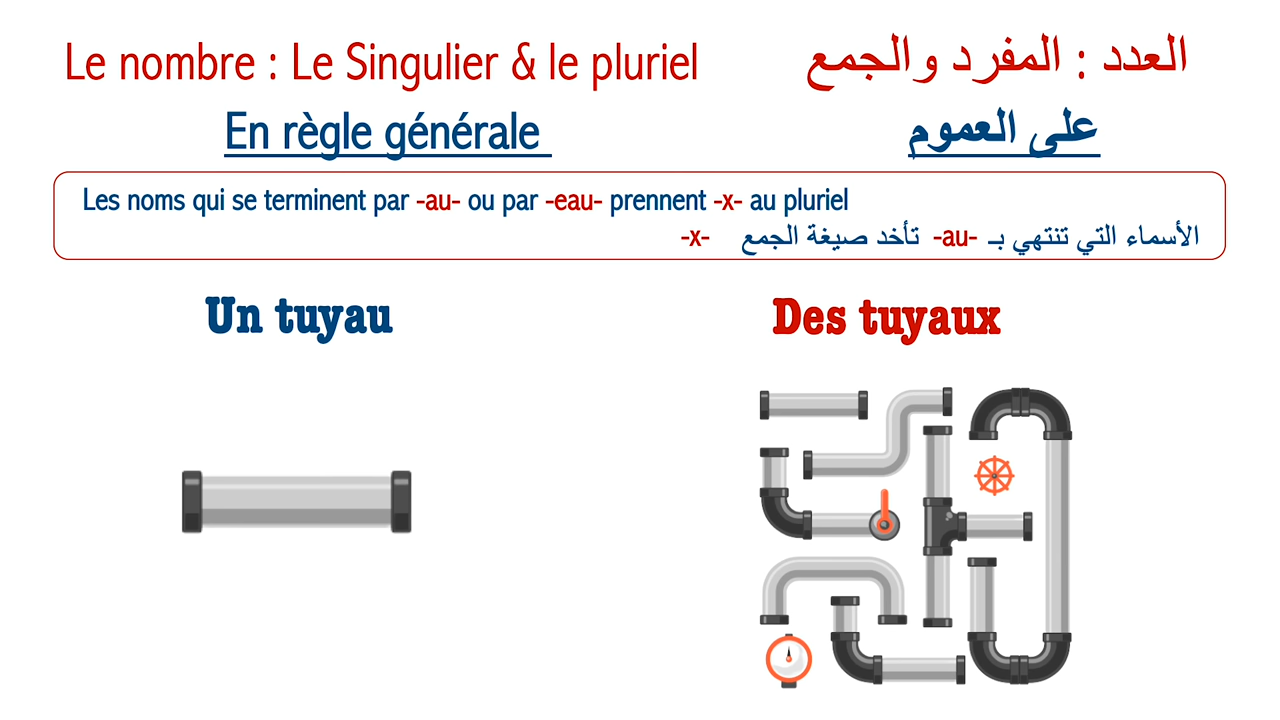 Le nombre : Le Singulier & le pluriel
العدد : المفرد والجمع
En règle générale
على العموم
Les noms qui se terminent par -au- ou par -eau- prennent -x- au pluriel
الأسماء التي تنتهي بـ -au- تأخد صيغة الجمع -x-
Un tuyau
Des tuyaux